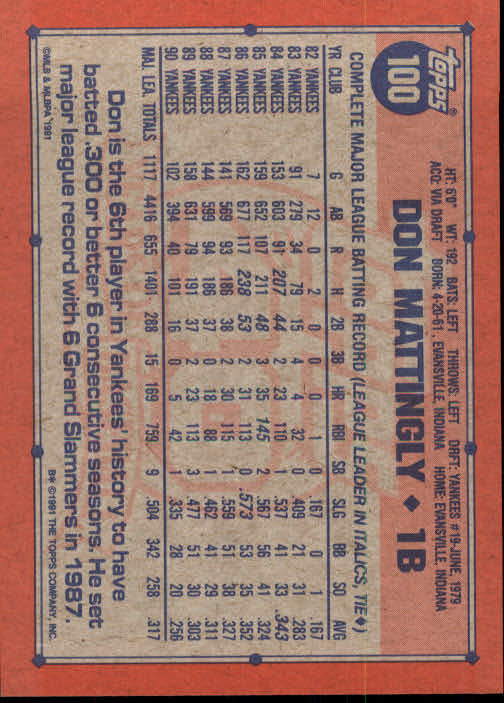 Topps®
100
DON MATTINGLY ♦ 1B
HT: 6'0" WT: 192 BATS: LEFT THROWS: LEFT DRFT: YANKEES #19-JUNE 1979
ACQ: VIA DRAFT BORN: 4-20-61, EVANSVILLE, INDIANA HOME: EVANSVILLE, INDIANA
COMPLETE MAJOR LEAGUE BATTING RECORD (LEAGUE LEADER IN ITALICS, TIE♦)
YR CLUB G AB R H 2B 3B HR RBI SB SLG BB SO AVG
82 YANKEES 7 12 0 2 0 0 0 1 0 .167 0 1 .167
83 YANKEES 91 279 34 79 15 4 4 32 0 .409 21 31 .283
84 YANKEES 153 603 91 207 44 2 23 110 1 .537 41 33 .343
85 YANKEES 159 652 107 211 48 3 35 145 2 .567 56 41 .324
86 YANKEES 162 677 117 238 53 2 31 113 0 .573 53 35 .352
87 YANKEES 141 569 93 186 38 2 30 115 1 .559 51 38 .327
88 YANKEES 144 599 94 186 37 0 18 88 1 .462 41 29 .311
89 YANKEES 158 631 79 191 37 2 23 113 3 .477 51 30 .303
90 YANKEES 102 394 40 101 16 0 5 42 1 .335 28 20 .256
MAJ. LEA. TOTALS 1117 4416 655 1401 288 15 169 759 9 .504 342 258 .317
Don is the 6th player in Yankees' history to have
batted .300 or better 6 consecutive seasons. He set
major league record with 6 Grand Slammers in 1987.
©MLB & MLBPA 1991 B* ©1991 THE TOPPS COMPANY, INC.